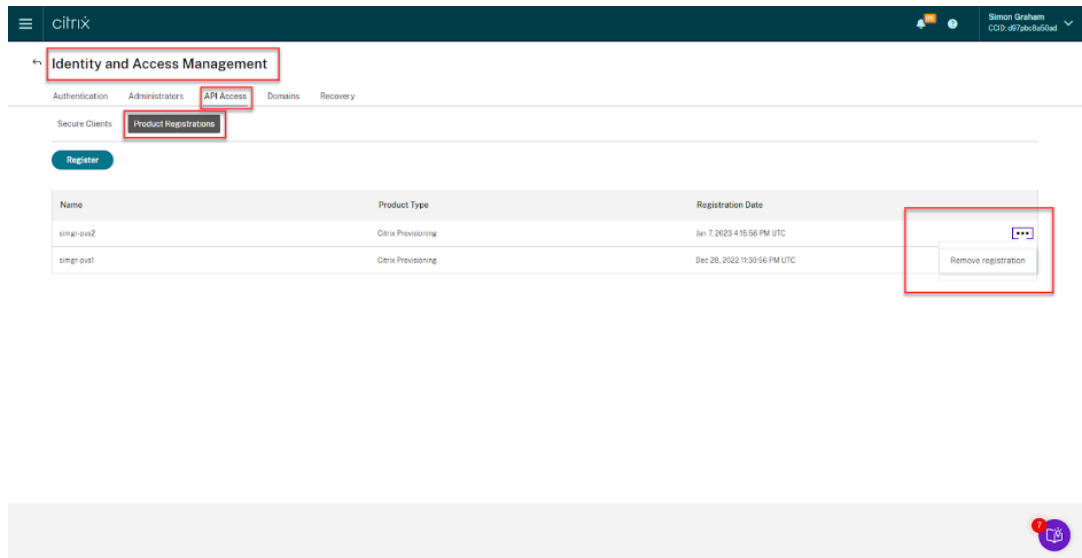 citrix
Simon Graham
CCID: d97pbc8a50ad
Identity and Access Management
Authentication Administrators API Access Domains Recovery
Secure Clients Product Registrations
Register
Name Product Type Registration Date
simgr-pvs2 Citrix Provisioning Jan 7, 2023 4:15:56 PM UTC
simgr-pvs1 Citrix Provisioning Dec 28, 2022 11:30:56 PM UTC
Remove registration
7